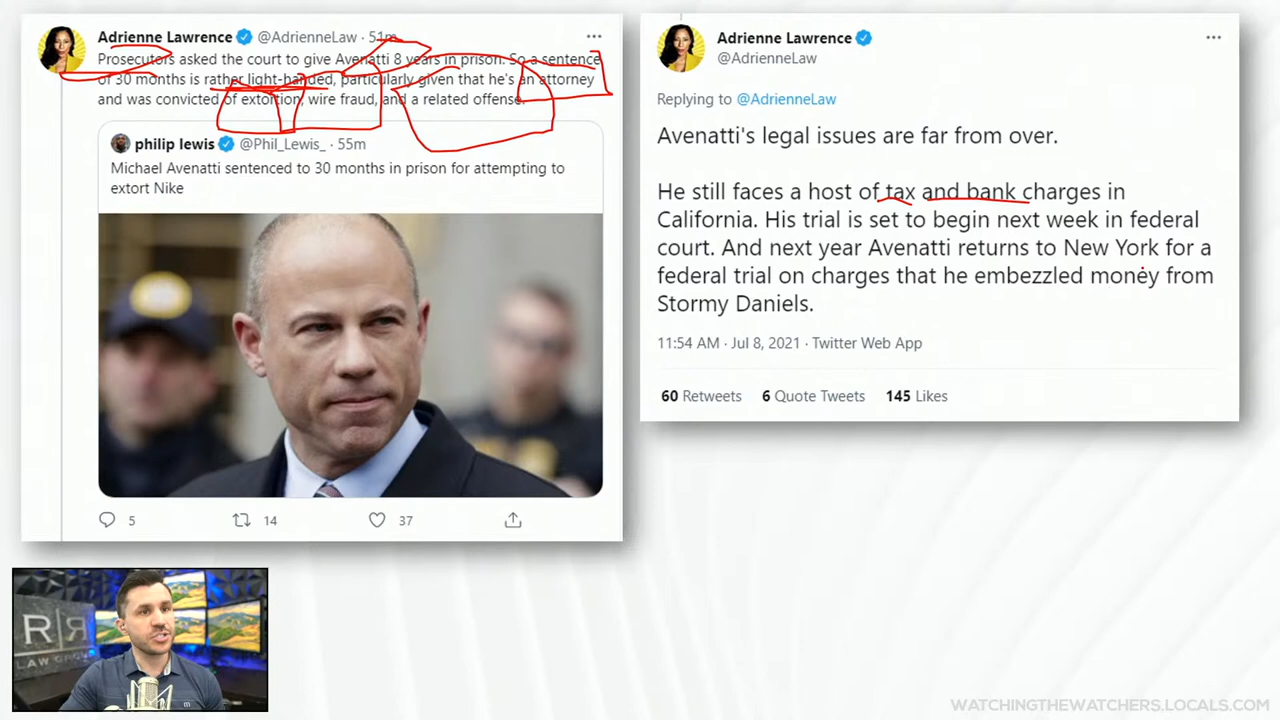 Adrienne Lawrence @AdrienneLaw · 51m
Prosecutors asked the court to give Avenatti 8 years in prison. So a sentence
of 30 months is rather light-handed, particularly given that he's an attorney
and was convicted of extortion, wire fraud, and a related offense.
philip lewis @Phil_Lewis_ · 55m
Michael Avenatti sentenced to 30 months in prison for attempting to
extort Nike
5 14 37
Adrienne Lawrence
@AdrienneLaw
Replying to @AdrienneLaw
Avenatti's legal issues are far from over.
He still faces a host of tax and bank charges in
California. His trial is set to begin next week in federal
court. And next year Avenatti returns to New York for a
federal trial on charges that he embezzled money from
Stormy Daniels.
11:54 AM · Jul 8, 2021 · Twitter Web App
60 Retweets 6 Quote Tweets 145 Likes
R R
LAW GROUP
WATCHINGTHEWATCHERS.LOCALS.COM